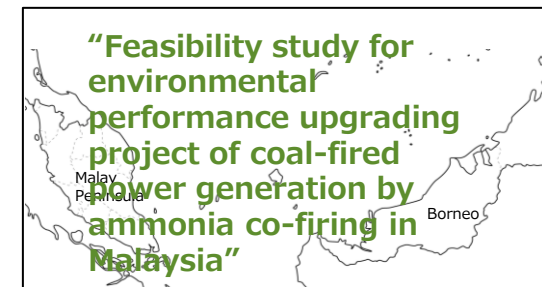 “Feasibility study for
environmental
performance upgrading
project of coal-fired
power generation by
ammonia co-firing in
Malaysia”
Malay
Peninsula
Borneo